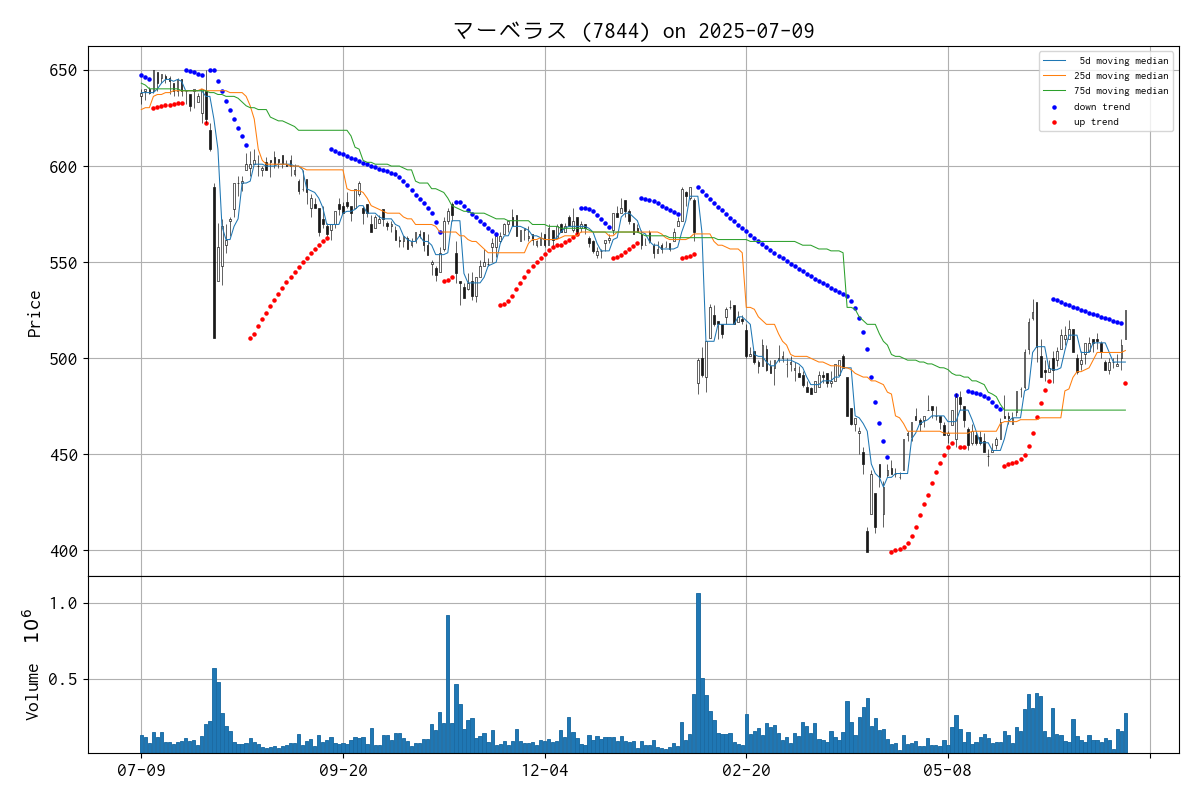 マーベラス (7844) on 2025-07-09
5d moving median
25d moving median
75d moving median
down trend
up trend
Price
650
600
550
500
450
400
Volume 10⁶
1.0
0.5
07-09
09-20
12-04
02-20
05-08